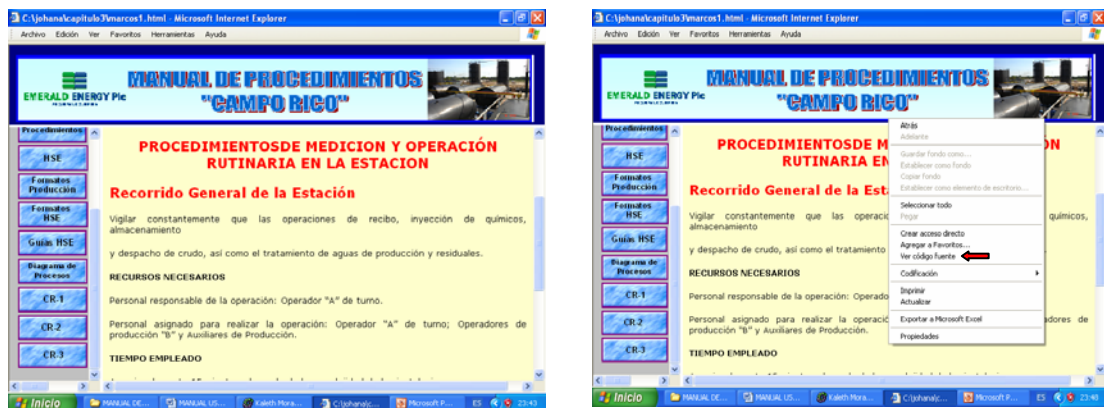 C:\johana\capitulo3\marcos1.html - Microsoft Internet Explorer
Archivo Edición Ver Favoritos Herramientas Ayuda
EMERALD ENERGY Plc
MANUAL DE PROCEDIMIENTOS
"CAMPO RICO"
Procedimientos
HSE
Formatos
Producción
Formatos
HSE
Guias HSE
Diagrama de
Procesos
CR-1
CR-2
CR-3
PROCEDIMIENTOSDE MEDICION Y OPERACIÓN
RUTINARIA EN LA ESTACION
Recorrido General de la Estación
Vigilar constantemente que las operaciones de recibo, inyección de químicos,
almacenamiento
y despacho de crudo, así como el tratamiento de aguas de producción y residuales.
RECURSOS NECESARIOS
Personal responsable de la operación: Operador "A" de turno.
Personal asignado para realizar la operación: Operador "A" de turno; Operadores de
producción "B" y Auxiliares de Producción.
TIEMPO EMPLEADO
Inicio
MANUAL DE...
MANUAL US...
Kaleth Mora...
C:\johana\c...
Microsoft P...
ES
23:43
C:\johana\capitulo3\marcos1.html - Microsoft Internet Explorer
Archivo Edición Ver Favoritos Herramientas Ayuda
EMERALD ENERGY Plc
MANUAL DE PROCEDIMIENTOS
"CAMPO RICO"
Procedimientos
HSE
Formatos
Producción
Formatos
HSE
Guias HSE
Diagrama de
Procesos
CR-1
CR-2
CR-3
PROCEDIMIENTOSDE M
ON
RUTINARIA EN
Recorrido General de la Est
Vigilar constantemente que las operacio
químicos,
almacenamiento
y despacho de crudo, así como el tratamiento
RECURSOS NECESARIOS
Personal responsable de la operación: Operado
Personal asignado para realizar la operació
adores de
producción "B" y Auxiliares de Producción.
TIEMPO EMPLEADO
Atrás
Adelante
Guardar fondo como...
Establecer como fondo
Copiar fondo
Establecer como elemento de escritorio...
Seleccionar todo
Pegar
Crear acceso directo
Agregar a Favoritos...
Ver código fuente
Codificación
Imprimir
Actualizar
Exportar a Microsoft Excel
Propiedades
Inicio
MANUAL DE...
MANUAL US...
Kaleth Mora...
C:\johana\c...
Microsoft P...
ES
23:48